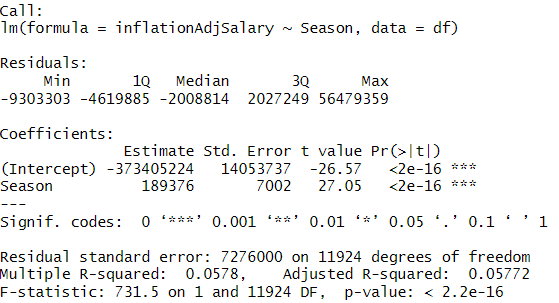 Call:
lm(formula = inflationAdjSalary ~ Season, data = df)
Residuals:
Min 1Q Median 3Q Max
-9303303 -4619885 -2008814 2027249 56479359
Coefficients:
Estimate Std. Error t value Pr(>|t|)
(Intercept) -373405224 14053737 -26.57 <2e-16 ***
Season 189376 7002 27.05 <2e-16 ***
---
Signif. codes: 0 ‘***’ 0.001 ‘**’ 0.01 ‘*’ 0.05 ‘.’ 0.1 ‘ ’ 1
Residual standard error: 7276000 on 11924 degrees of freedom
Multiple R-squared: 0.0578, Adjusted R-squared: 0.05772
F-statistic: 731.5 on 1 and 11924 DF, p-value: < 2.2e-16